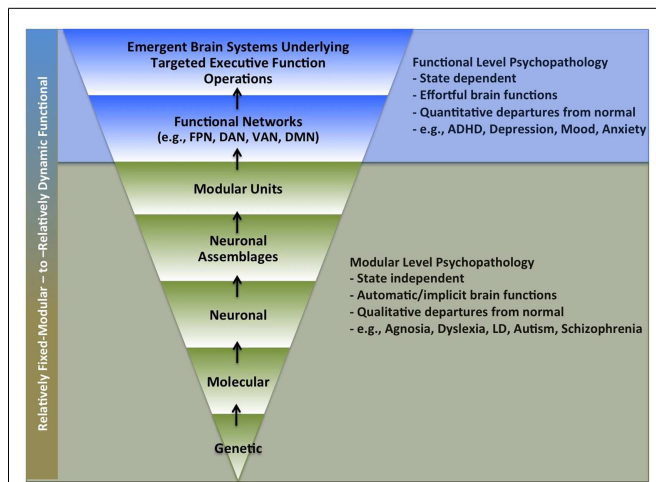 Relatively Fixed-Modular – to –Relatively Dynamic Functional
Emergent Brain Systems Underlying
Targeted Executive Function
Operations
Functional Networks
(e.g., FPN, DAN, VAN, DMN)
Modular Units
Neuronal
Assemblages
Neuronal
Molecular
Genetic
Functional Level Psychopathology
- State dependent
- Effortful brain functions
- Quantitative departures from normal
- e.g., ADHD, Depression, Mood, Anxiety
Modular Level Psychopathology
- State independent
- Automatic/implicit brain functions
- Qualitative departures from normal
- e.g., Agnosia, Dyslexia, LD, Autism, Schizophrenia